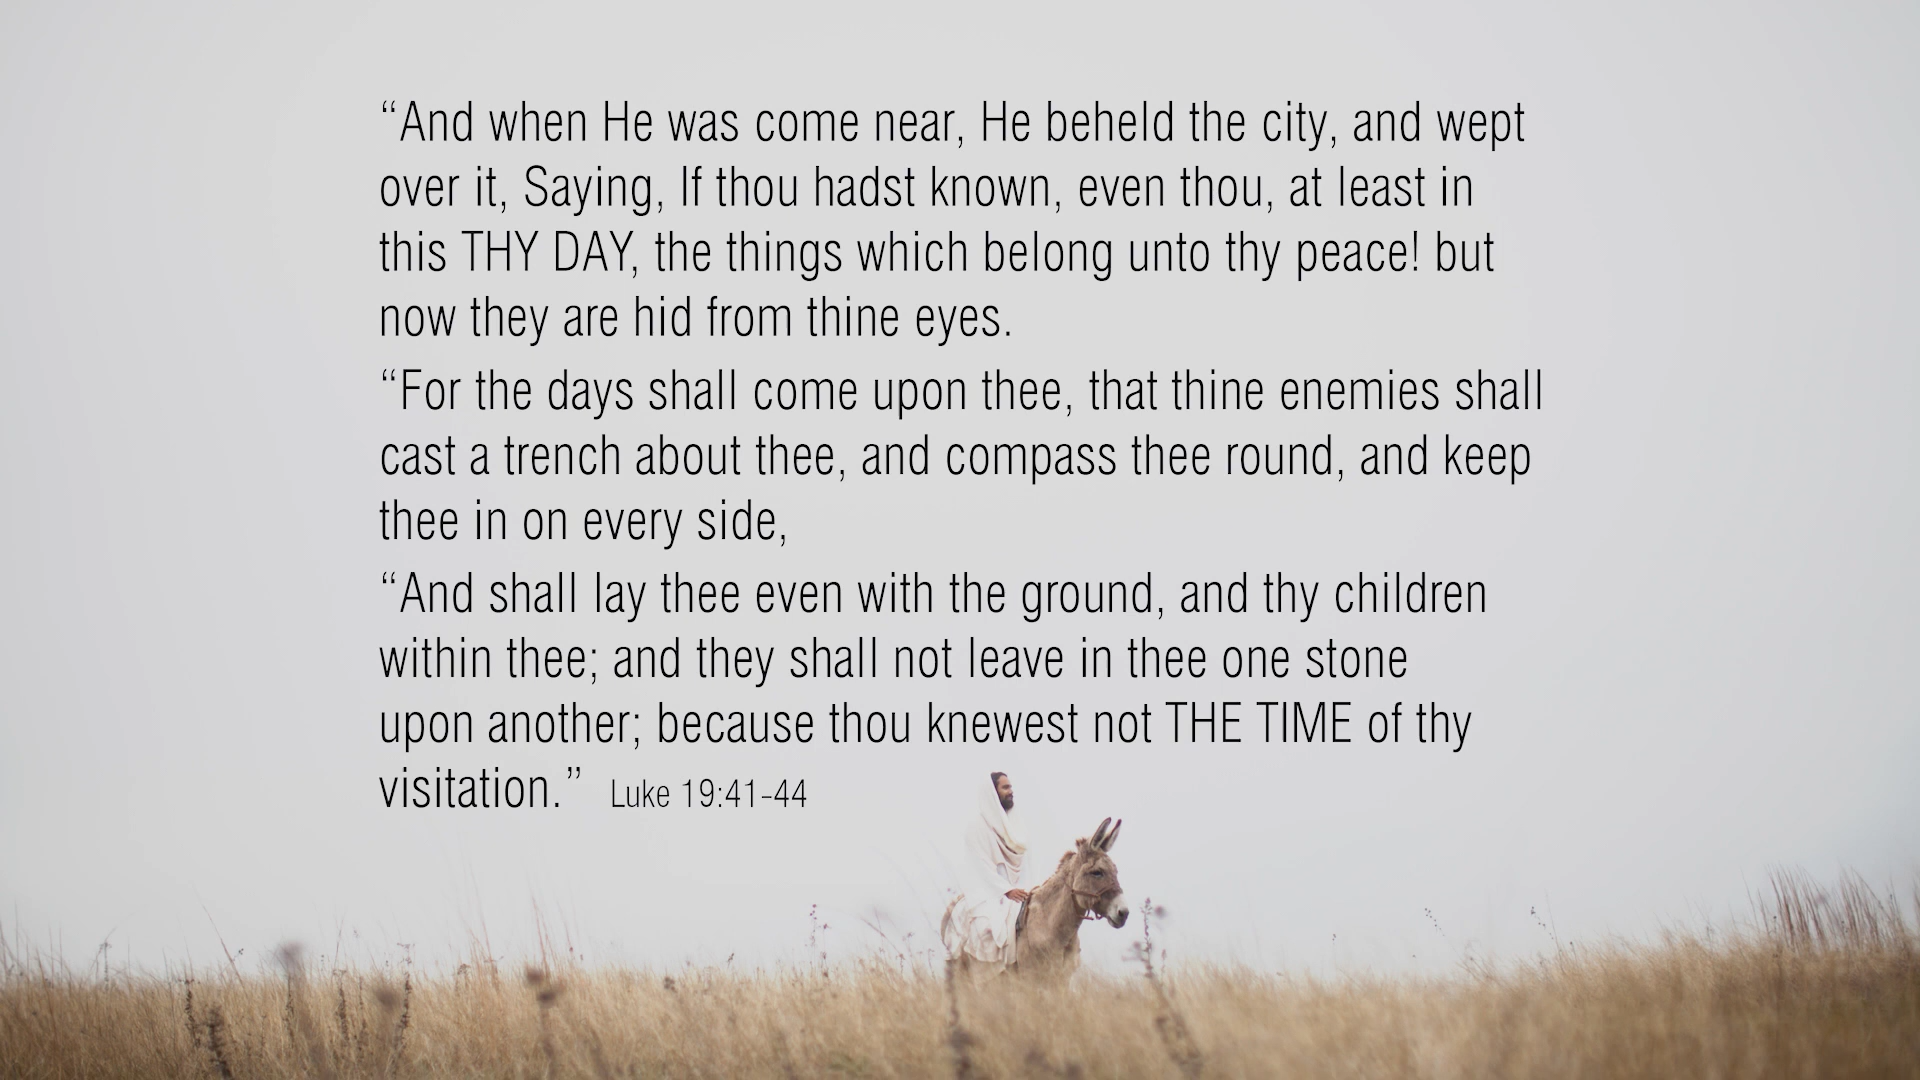 “And when He was come near, He beheld the city, and wept
over it, Saying, If thou hadst known, even thou, at least in
this THY DAY, the things which belong unto thy peace! but
now they are hid from thine eyes.
“For the days shall come upon thee, that thine enemies shall
cast a trench about thee, and compass thee round, and keep
thee in on every side,
“And shall lay thee even with the ground, and thy children
within thee; and they shall not leave in thee one stone
upon another; because thou knewest not THE TIME of thy
visitation.” Luke 19:41-44